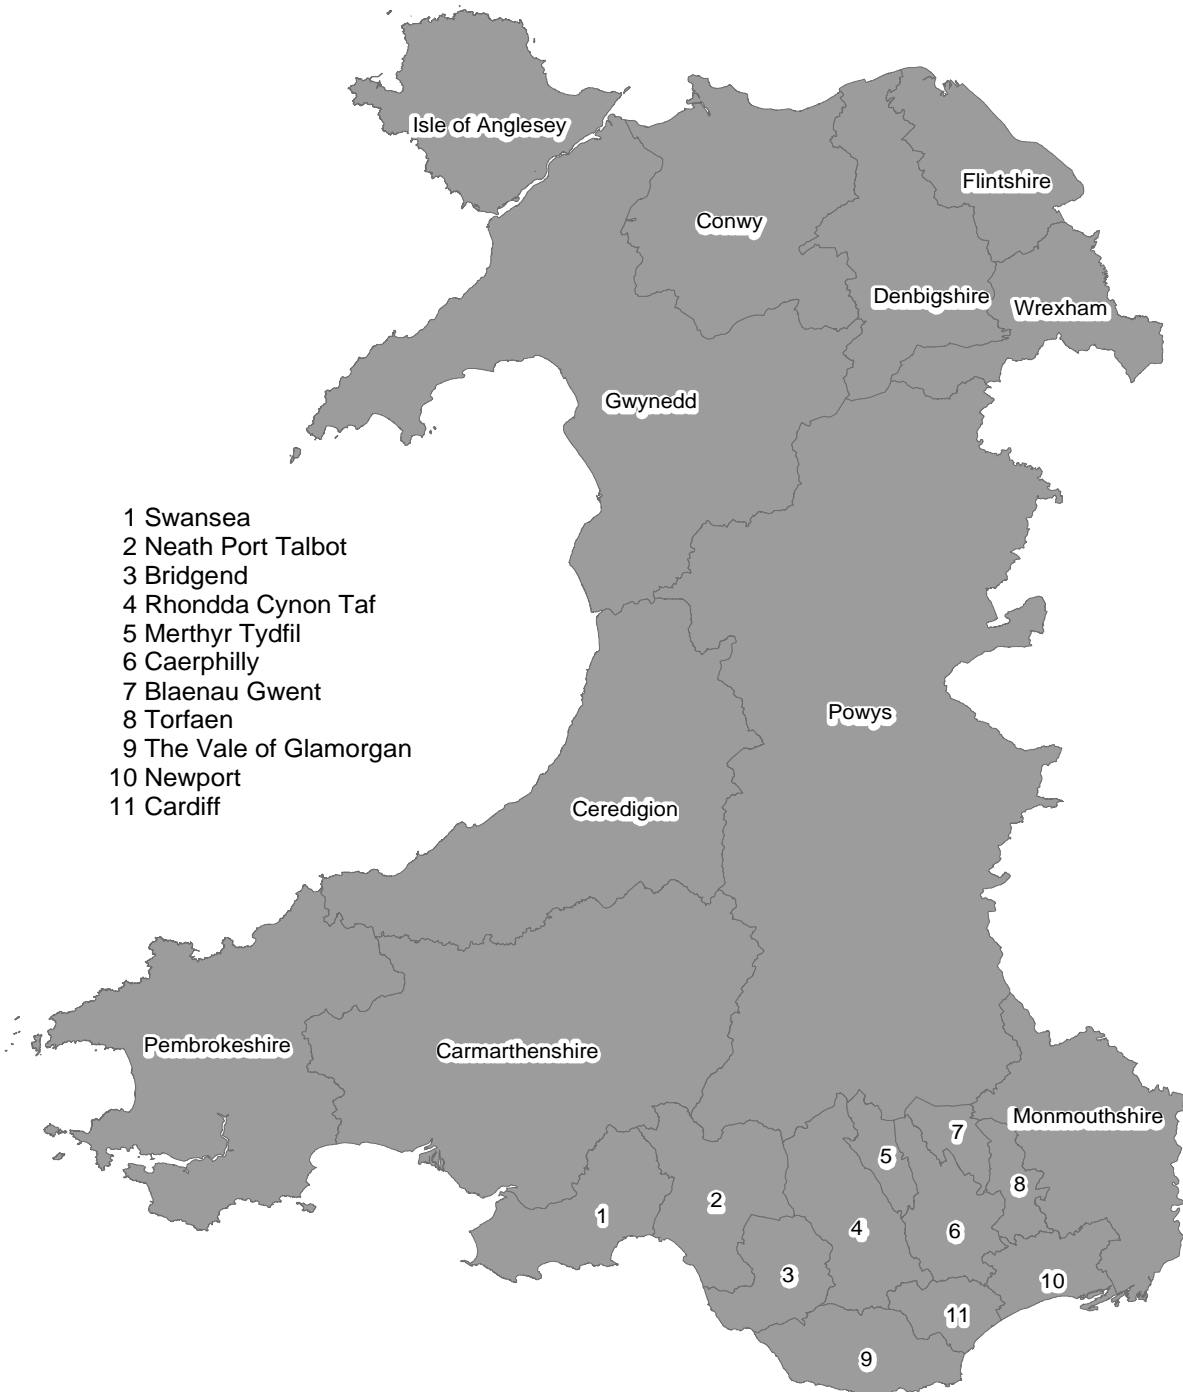 Isle of Anglesey
Flintshire
Conwy
Denbigshire
Wrexham
Gwynedd
1 Swansea
2 Neath Port Talbot
3 Bridgend
4 Rhondda Cynon Taf
5 Merthyr Tydfil
6 Caerphilly
7 Blaenau Gwent
8 Torfaen
9 The Vale of Glamorgan
10 Newport
11 Cardiff
Powys
Ceredigion
Pembrokeshire
Carmarthenshire
Monmouthshire
7
5
8
2
1
4
6
3
10
11
9